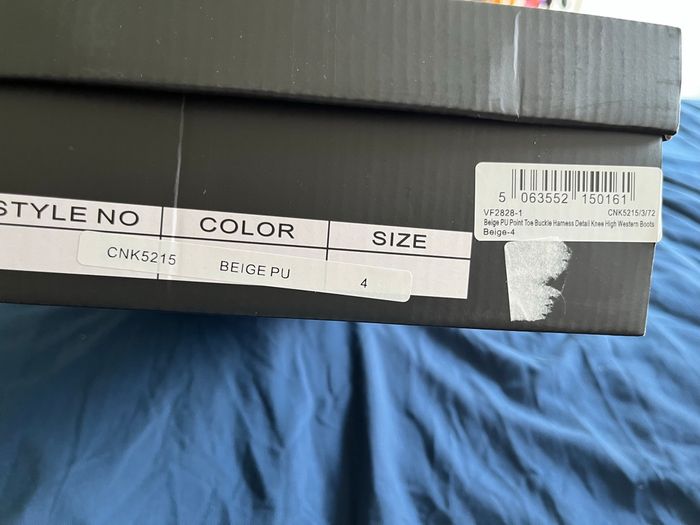 STYLE NO COLOR SIZE
CNK5215 BEIGE PU 4
5 063552 150161
VF2828-1 CNK5215/3/72
Beige PU Point Toe Buckle Harness Detail Knee High Western Boots
Beige-4